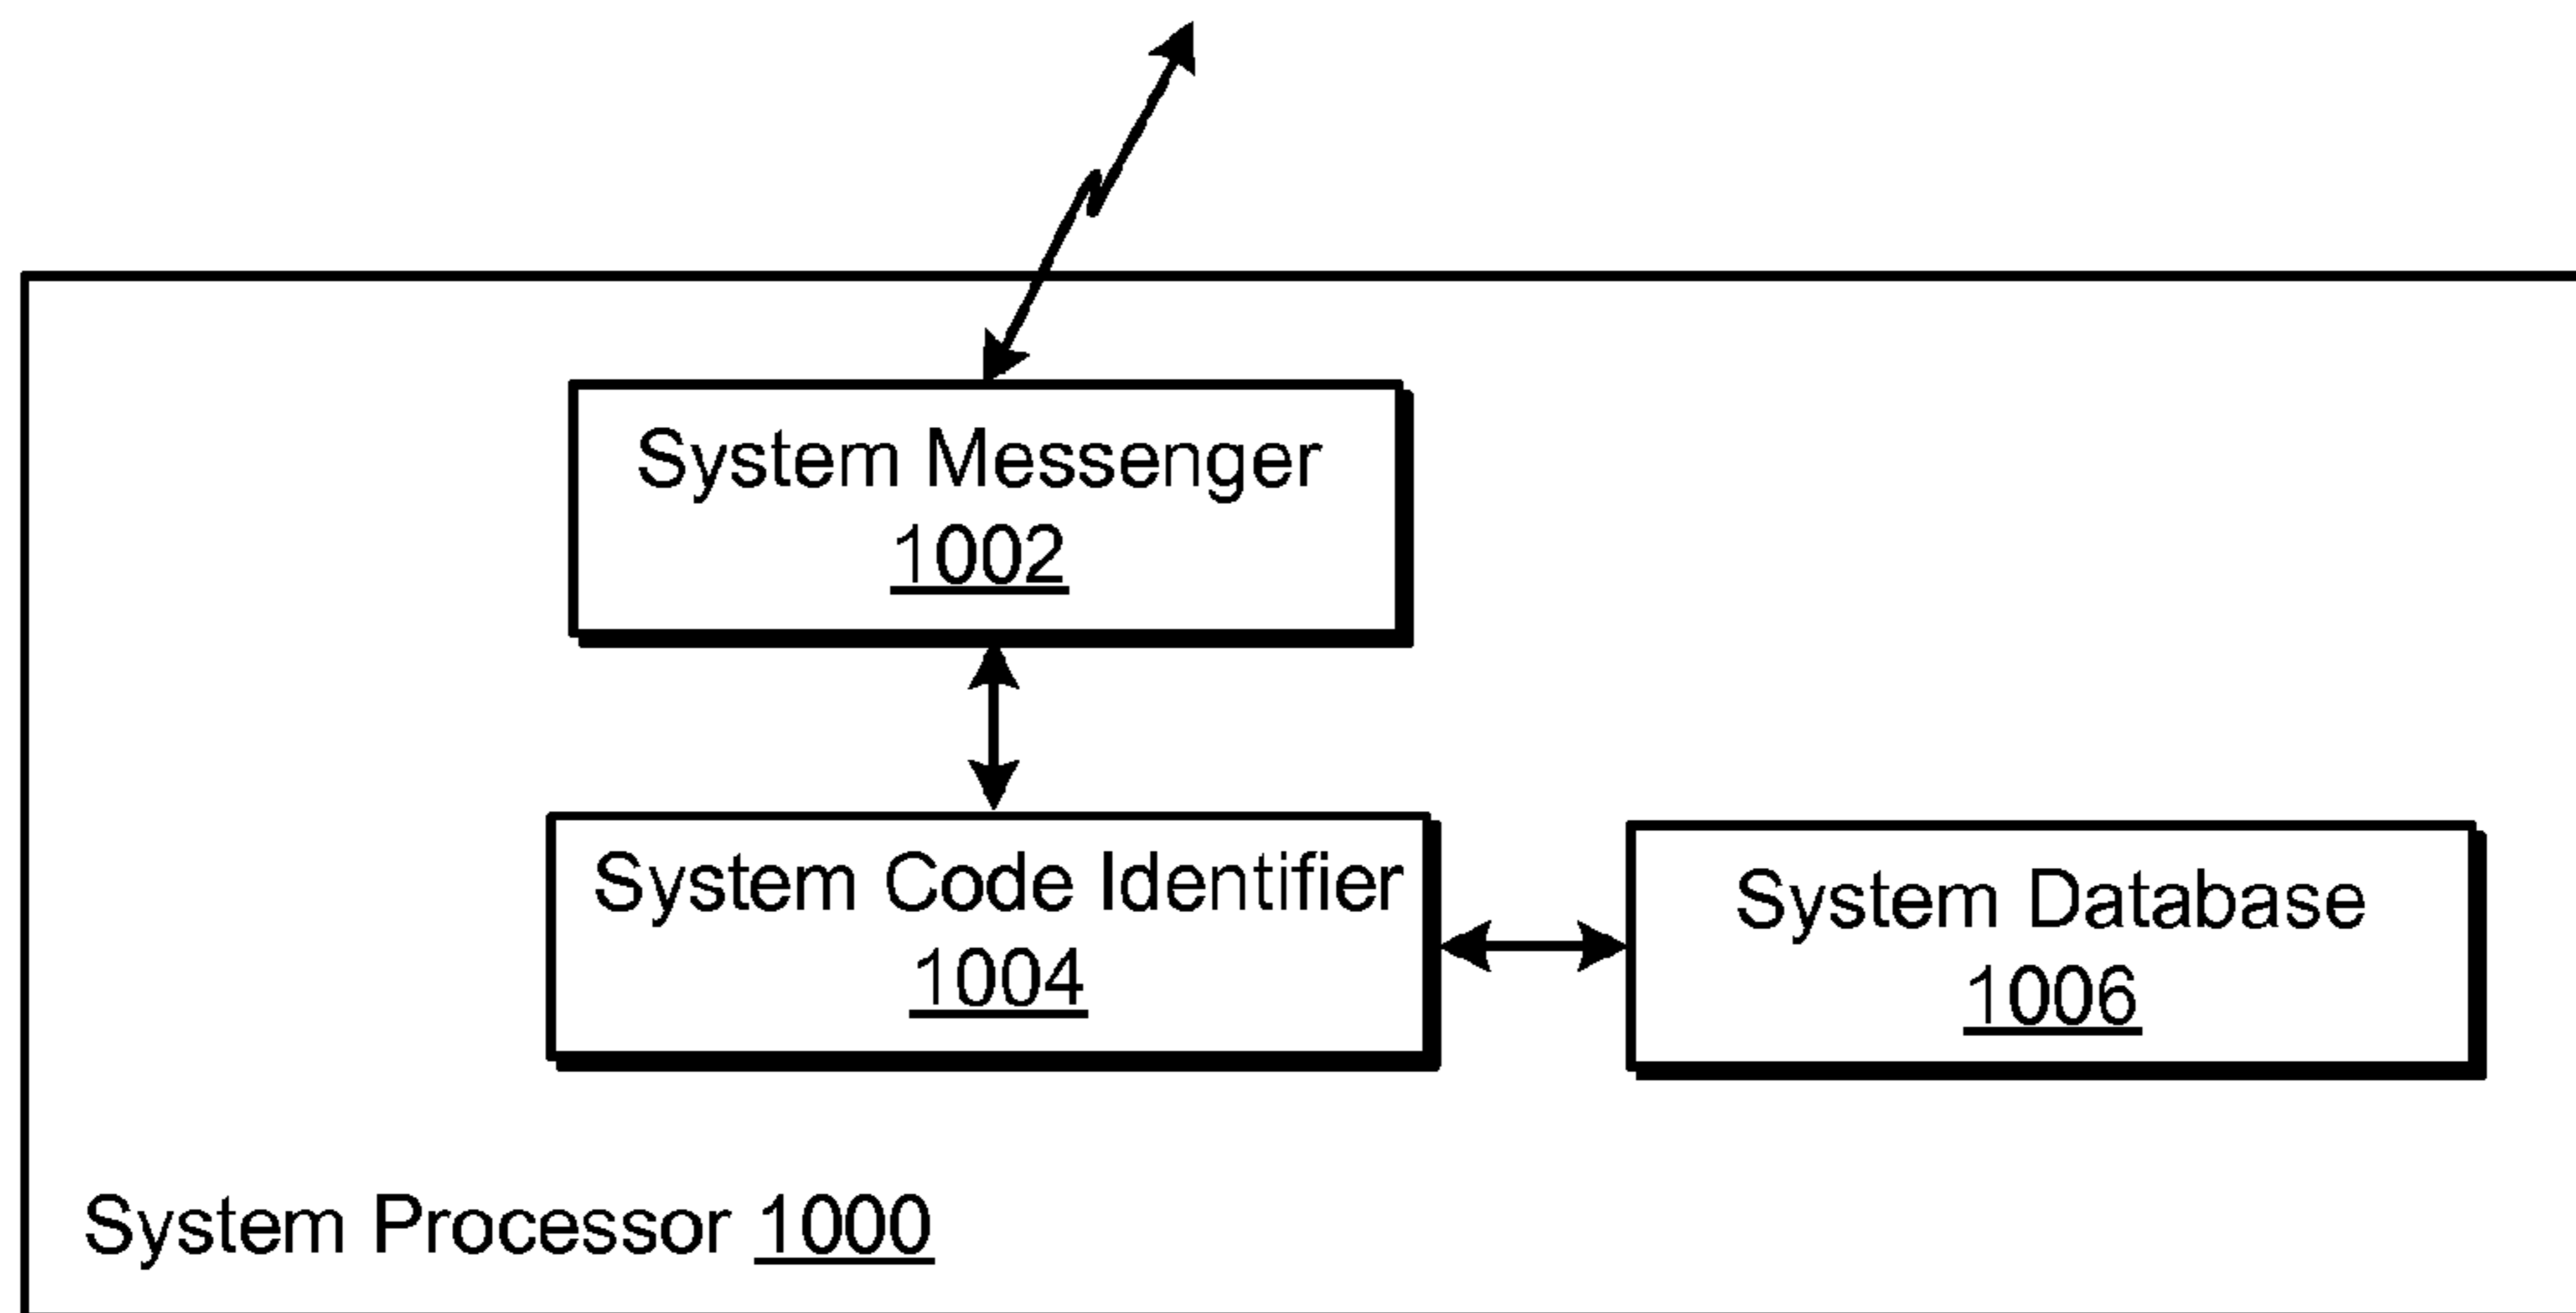 System Messenger
1002
System Code Identifier
1004
System Database
1006
System Processor 1000